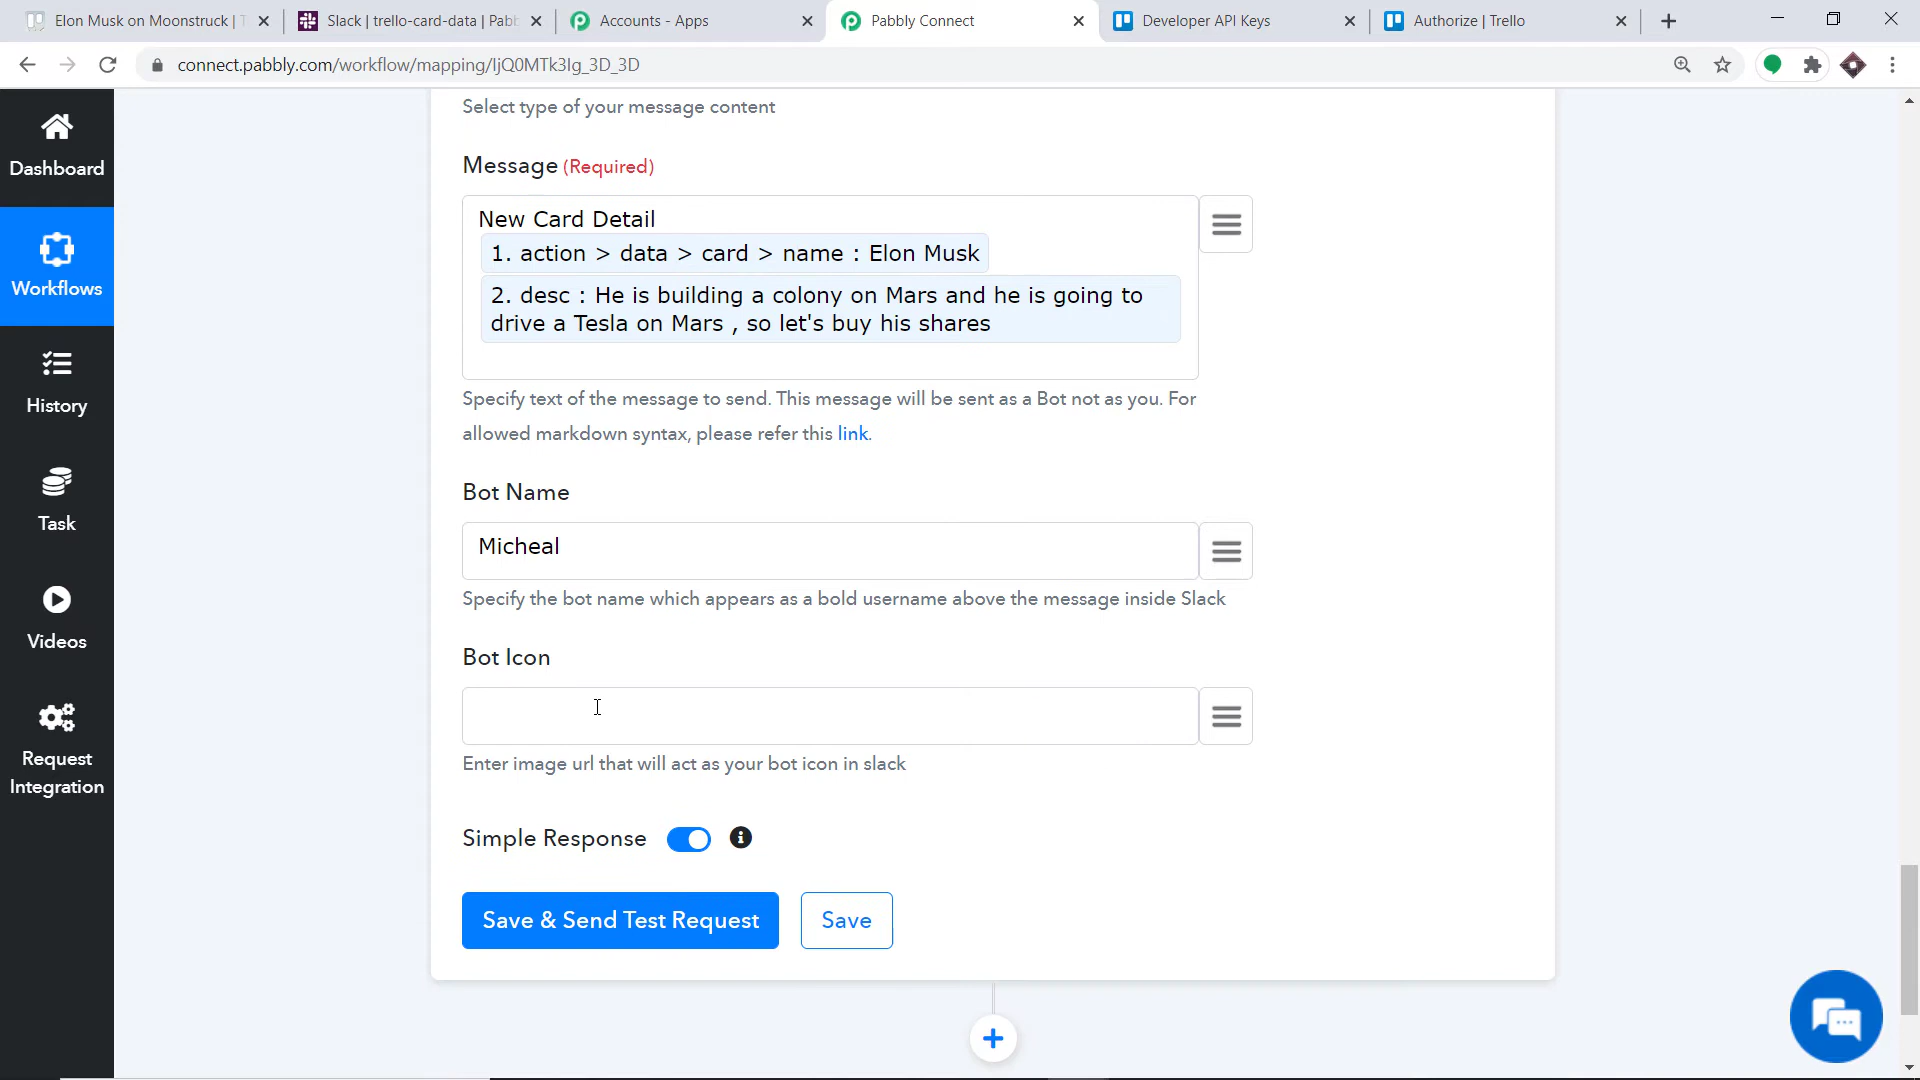 Elon Musk on Moonstruck | T
Slack | trello-card-data | Pabb
Accounts - Apps
Pabbly Connect
Developer API Keys
Authorize | Trello
connect.pabbly.com/workflow/mapping/IjQ0MTk3Ig_3D_3D
Dashboard
Workflows
History
Task
Videos
Request
Integration
Select type of your message content
Message (Required)
New Card Detail
1. action > data > card > name : Elon Musk
2. desc : He is building a colony on Mars and he is going to
drive a Tesla on Mars , so let's buy his shares
Specify text of the message to send. This message will be sent as a Bot not as you. For
allowed markdown syntax, please refer this link.
Bot Name
Micheal
Specify the bot name which appears as a bold username above the message inside Slack
Bot Icon
Enter image url that will act as your bot icon in slack
Simple Response
Save & Send Test Request
Save